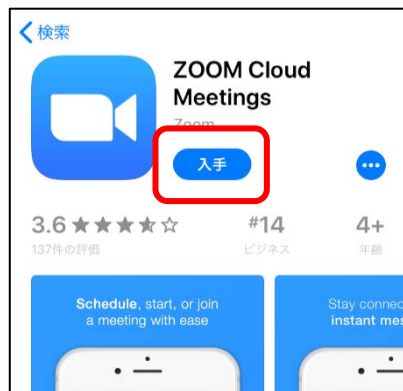 検索
ZOOM Cloud
Meetings
Zoom
入手
3.6
#14
4+
137件の評価
ビジネス
年齢
Schedule, start, or join
a meeting with ease
Stay connec
instant mes